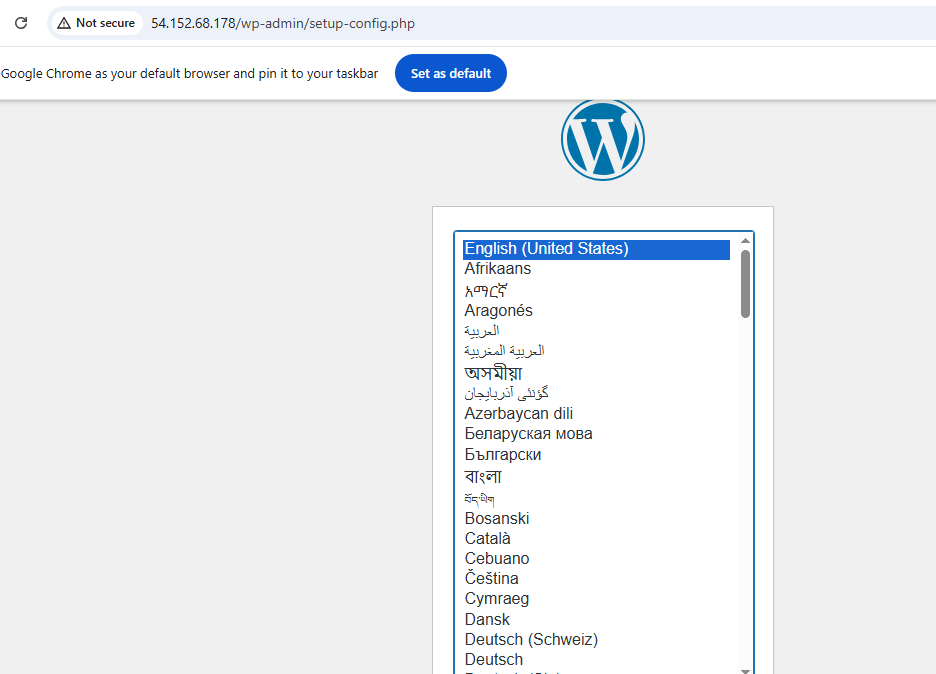 Not secure 54.152.68.178/wp-admin/setup-config.php
Google Chrome as your default browser and pin it to your taskbar Set as default
English (United States)
Afrikaans
አማርኛ
Aragonés
العربية
العربية المغربية
অসমীয়া
گؤنئی آذربایجان
Azərbaycan dili
Беларуская мова
Български
বাংলা
བོད་ཡིག
Bosanski
Català
Cebuano
Čeština
Cymraeg
Dansk
Deutsch (Schweiz)
Deutsch